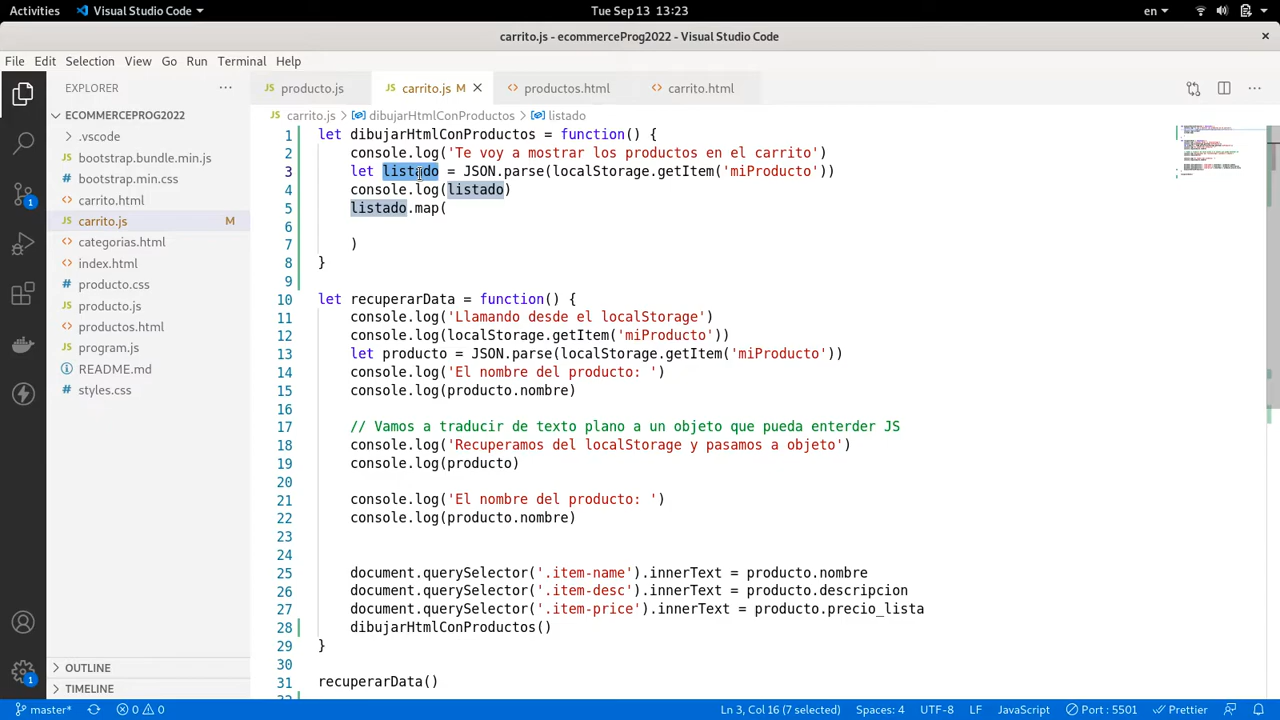 Activities Visual Studio Code Tue Sep 13 13:23 en
carrito.js - ecommerceProg2022 - Visual Studio Code ×
File Edit Selection View Go Run Terminal Help
EXPLORER ··· JS producto.js JS carrito.js M × <> productos.html <> carrito.html ···
ECOMMERCEPROG2022
JS carrito.js > dibujarHtmlConProductos > listado
.vscode
JS bootstrap.bundle.min.js
# bootstrap.min.css
<> carrito.html
JS carrito.js M
<> categorias.html
<> index.html
# producto.css
JS producto.js
<> productos.html
JS program.js
README.md
# styles.css
OUTLINE
TIMELINE
1
1
1 let dibujarHtmlConProductos = function() {
2 console.log('Te voy a mostrar los productos en el carrito')
3 let listado = JSON.parse(localStorage.getItem('miProducto'))
4 console.log(listado)
5 listado.map(
6
7 )
8 }
9
10 let recuperarData = function() {
11 console.log('Llamando desde el localStorage')
12 console.log(localStorage.getItem('miProducto'))
13 let producto = JSON.parse(localStorage.getItem('miProducto'))
14 console.log('El nombre del producto: ')
15 console.log(producto.nombre)
16
17 // Vamos a traducir de texto plano a un objeto que pueda enterder JS
18 console.log('Recuperamos del localStorage y pasamos a objeto')
19 console.log(producto)
20
21 console.log('El nombre del producto: ')
22 console.log(producto.nombre)
23
24
25 document.querySelector('.item-name').innerText = producto.nombre
26 document.querySelector('.item-desc').innerText = producto.descripcion
27 document.querySelector('.item-price').innerText = producto.precio_lista
28 dibujarHtmlConProductos()
29 }
30
31 recuperarData()
master* 0 0 Ln 3, Col 16 (7 selected) Spaces: 4 UTF-8 LF JavaScript Port : 5501 Prettier